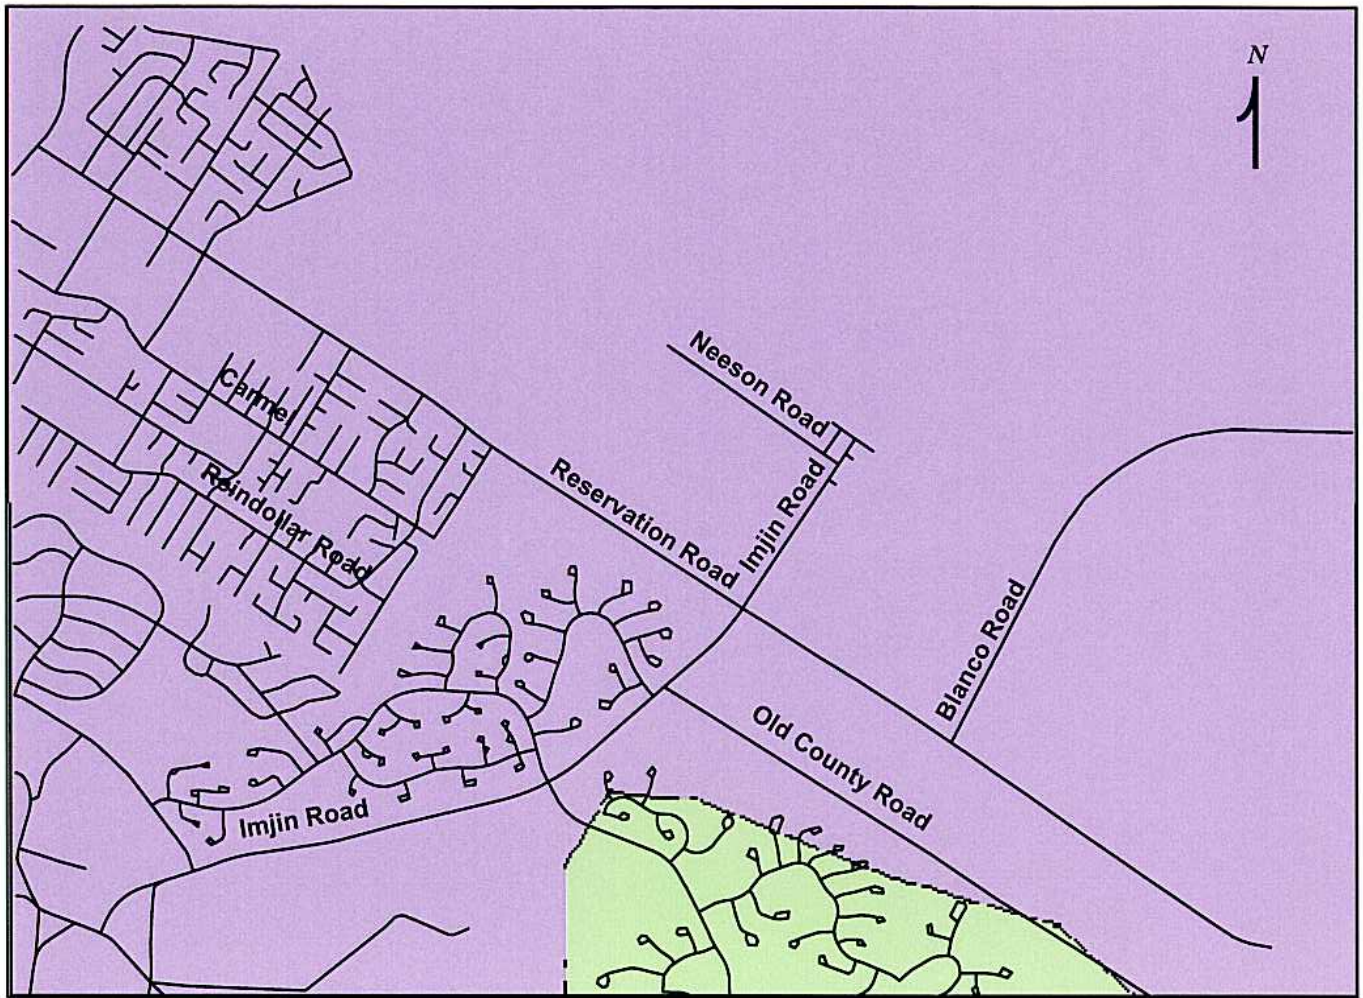 N
Neeson Road
Carmel
Reservation Road
Imjin Road
Reindollar Road
Blanco Road
Old County Road
Imjin Road